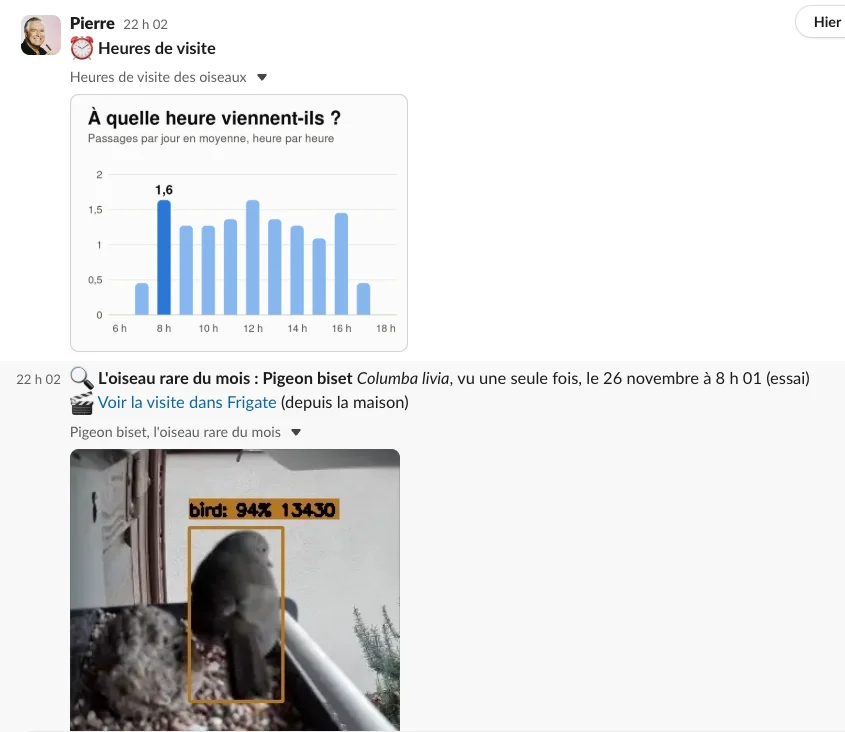 Pierre 22 h 02
Hier
Heures de visite
Heures de visite des oiseaux
À quelle heure viennent-ils ?
Passages par jour en moyenne, heure par heure
2
1,6
1,5
1
0,5
0
6 h 8 h 10 h 12 h 14 h 16 h 18 h
22 h 02 L'oiseau rare du mois : Pigeon biset Columba livia, vu une seule fois, le 26 novembre à 8 h 01 (essai)
Voir la visite dans Frigate (depuis la maison)
Pigeon biset, l'oiseau rare du mois
bird: 94% 13430